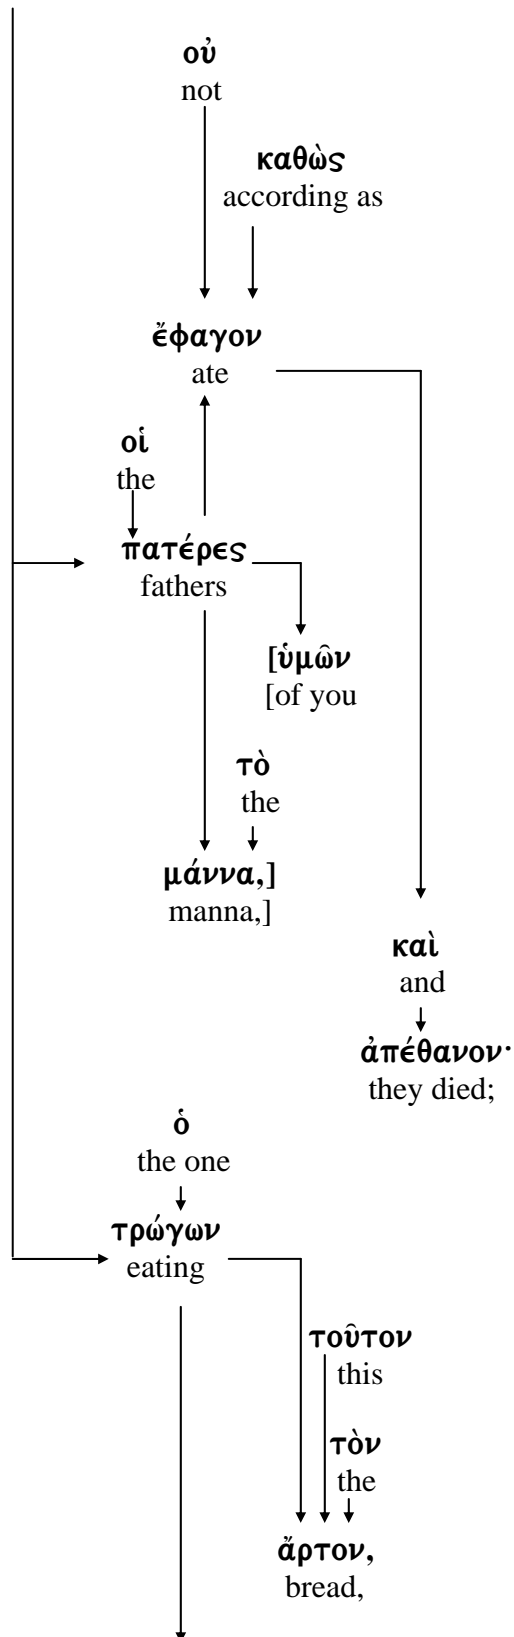 οὐ
not
καθὼς
according as
ἔφαγον
ate
οἱ
the
πατέρες
fathers
[ὑμῶν
[of you
τὸ
the
μάννα,]
manna,]
καὶ
and
ἀπέθανον·
they died;
ὁ
the one
τρώγων
eating
τοῦτον
this
τὸν
the
ἄρτον,
bread,